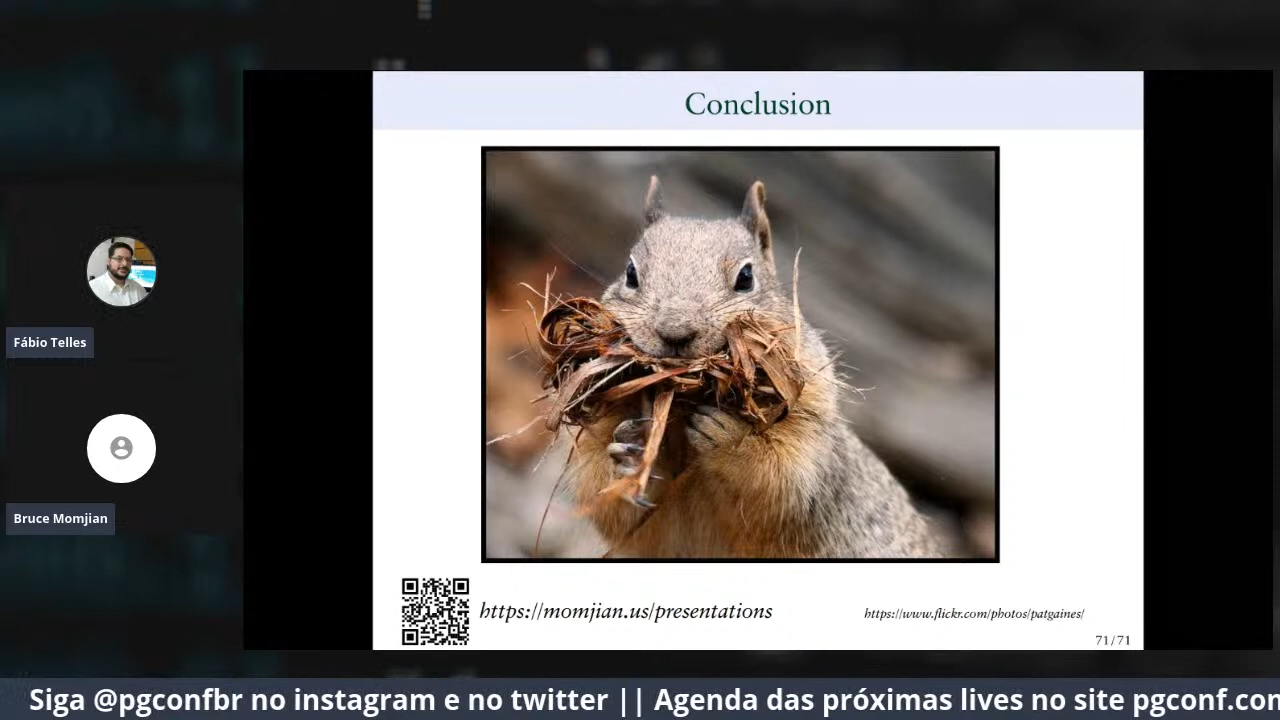 Conclusion
Fábio Telles
Bruce Momjian
https://momjian.us/presentations
https://www.flickr.com/photos/patgaines/
71/71
Siga @pgconfbr no instagram e no twitter || Agenda das próximas lives no site pgconf.con